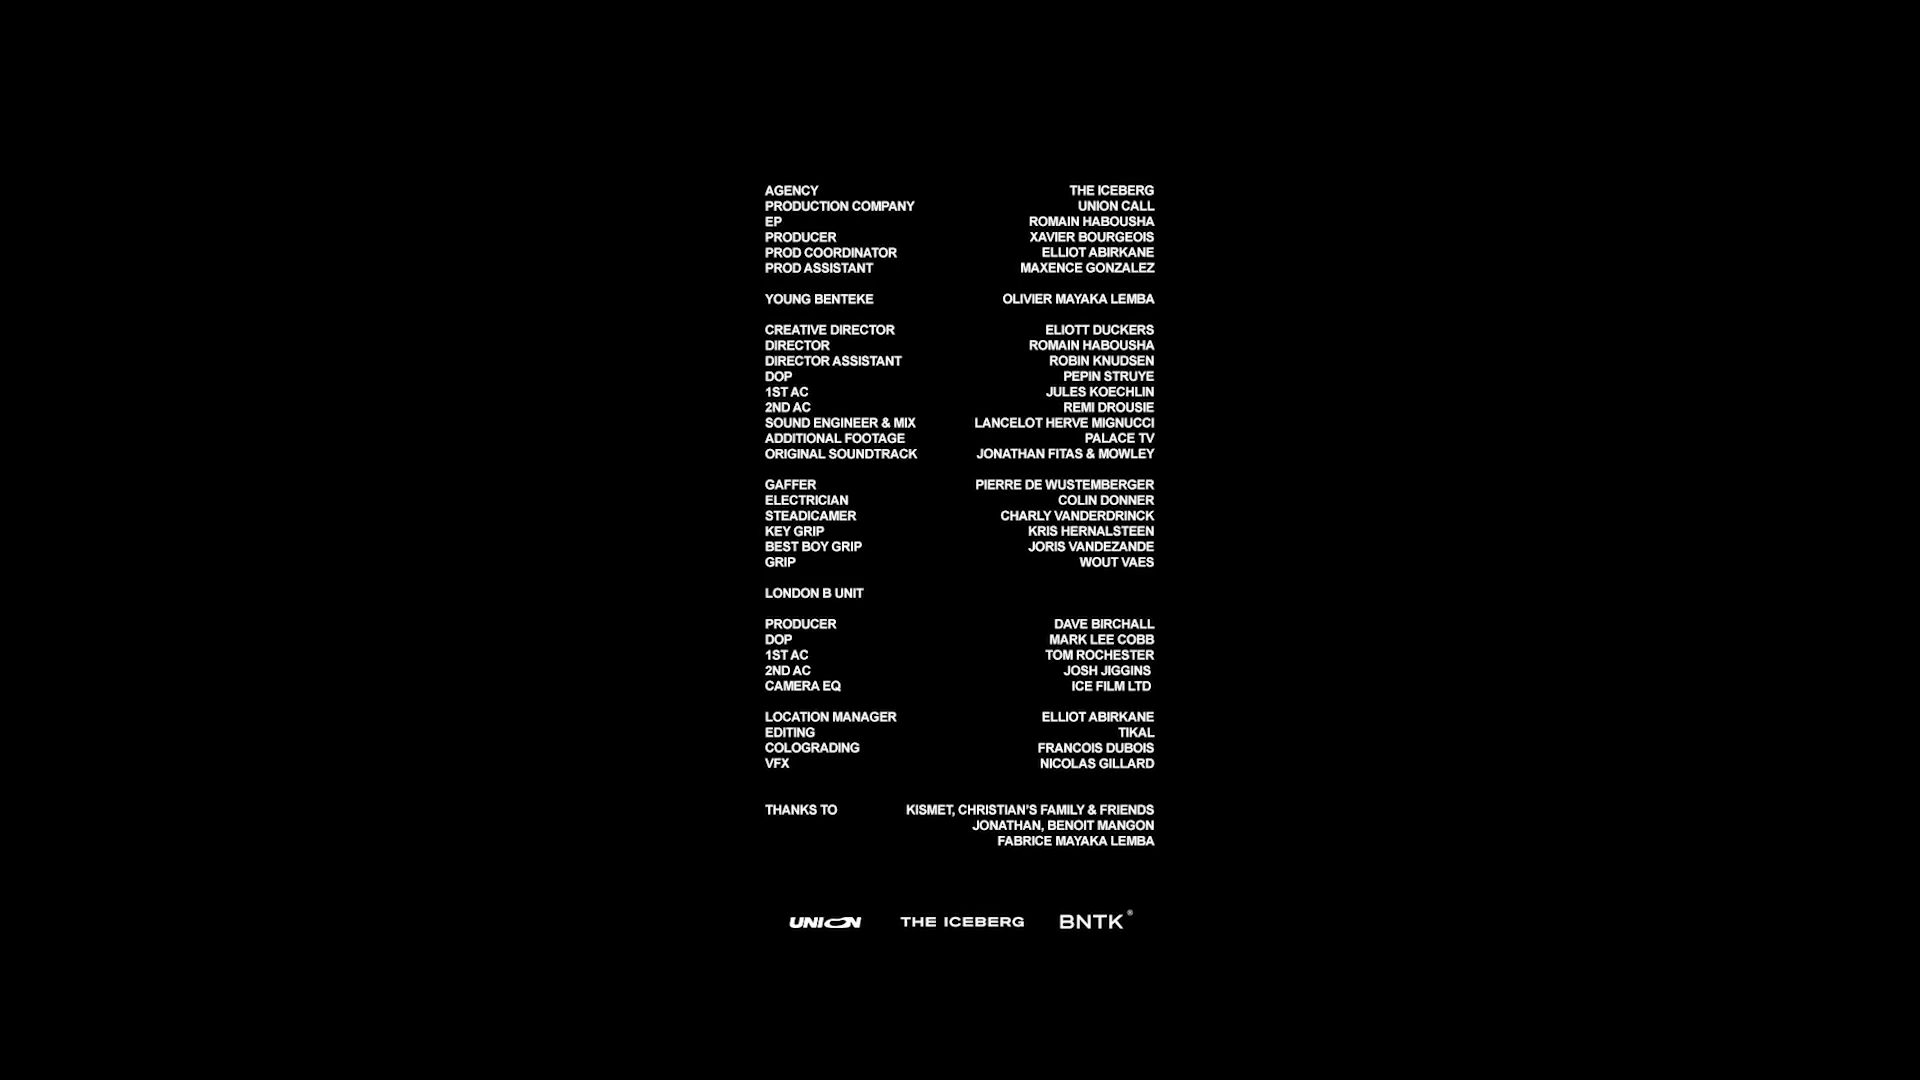 AGENCY THE ICEBERG
PRODUCTION COMPANY UNION CALL
EP ROMAIN HABOUSHA
PRODUCER XAVIER BOURGEOIS
PROD COORDINATOR ELLIOT ABIRKANE
PROD ASSISTANT MAXENCE GONZALEZ
YOUNG BENTEKE OLIVIER MAYAKA LEMBA
CREATIVE DIRECTOR ELIOTT DUCKERS
DIRECTOR ROMAIN HABOUSHA
DIRECTOR ASSISTANT ROBIN KNUDSEN
DOP PEPIN STRUYE
1ST AC JULES KOECHLIN
2ND AC REMI DROUSIE
SOUND ENGINEER & MIX LANCELOT HERVE MIGNUCCI
ADDITIONAL FOOTAGE PALACE TV
ORIGINAL SOUNDTRACK JONATHAN FITAS & MOWLEY
GAFFER PIERRE DE WUSTEMBERGER
ELECTRICIAN COLIN DONNER
STEADICAMER CHARLY VANDERDRINCK
KEY GRIP KRIS HERNALSTEEN
BEST BOY GRIP JORIS VANDEZANDE
GRIP WOUT VAES
LONDON B UNIT
PRODUCER DAVE BIRCHALL
DOP MARK LEE COBB
1ST AC TOM ROCHESTER
2ND AC JOSH JIGGINS
CAMERA EQ ICE FILM LTD
LOCATION MANAGER ELLIOT ABIRKANE
EDITING TIKAL
COLOGRADING FRANCOIS DUBOIS
VFX NICOLAS GILLARD
THANKS TO KISMET, CHRISTIAN'S FAMILY & FRIENDS
JONATHAN, BENOIT MANGON
FABRICE MAYAKA LEMBA
UNION THE ICEBERG BNTK®